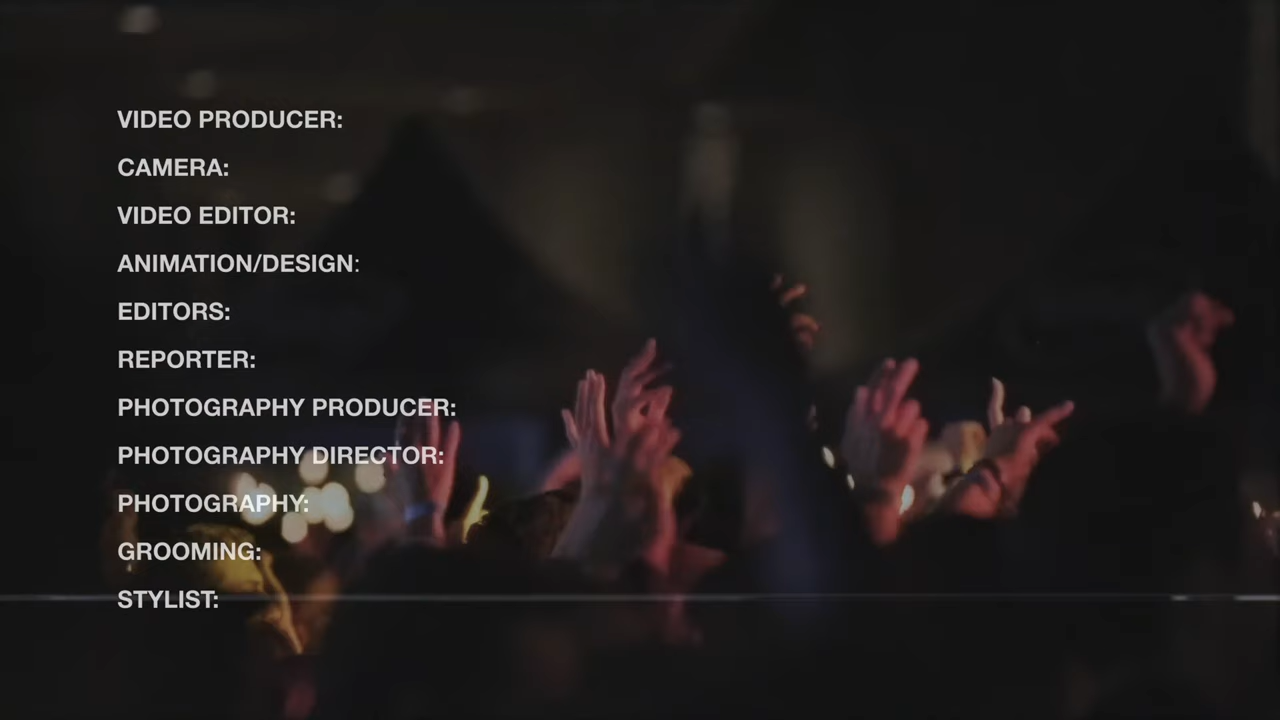 VIDEO PRODUCER:
CAMERA:
VIDEO EDITOR:
ANIMATION/DESIGN:
EDITORS:
REPORTER:
PHOTOGRAPHY PRODUCER:
PHOTOGRAPHY DIRECTOR:
PHOTOGRAPHY:
GROOMING:
STYLIST: